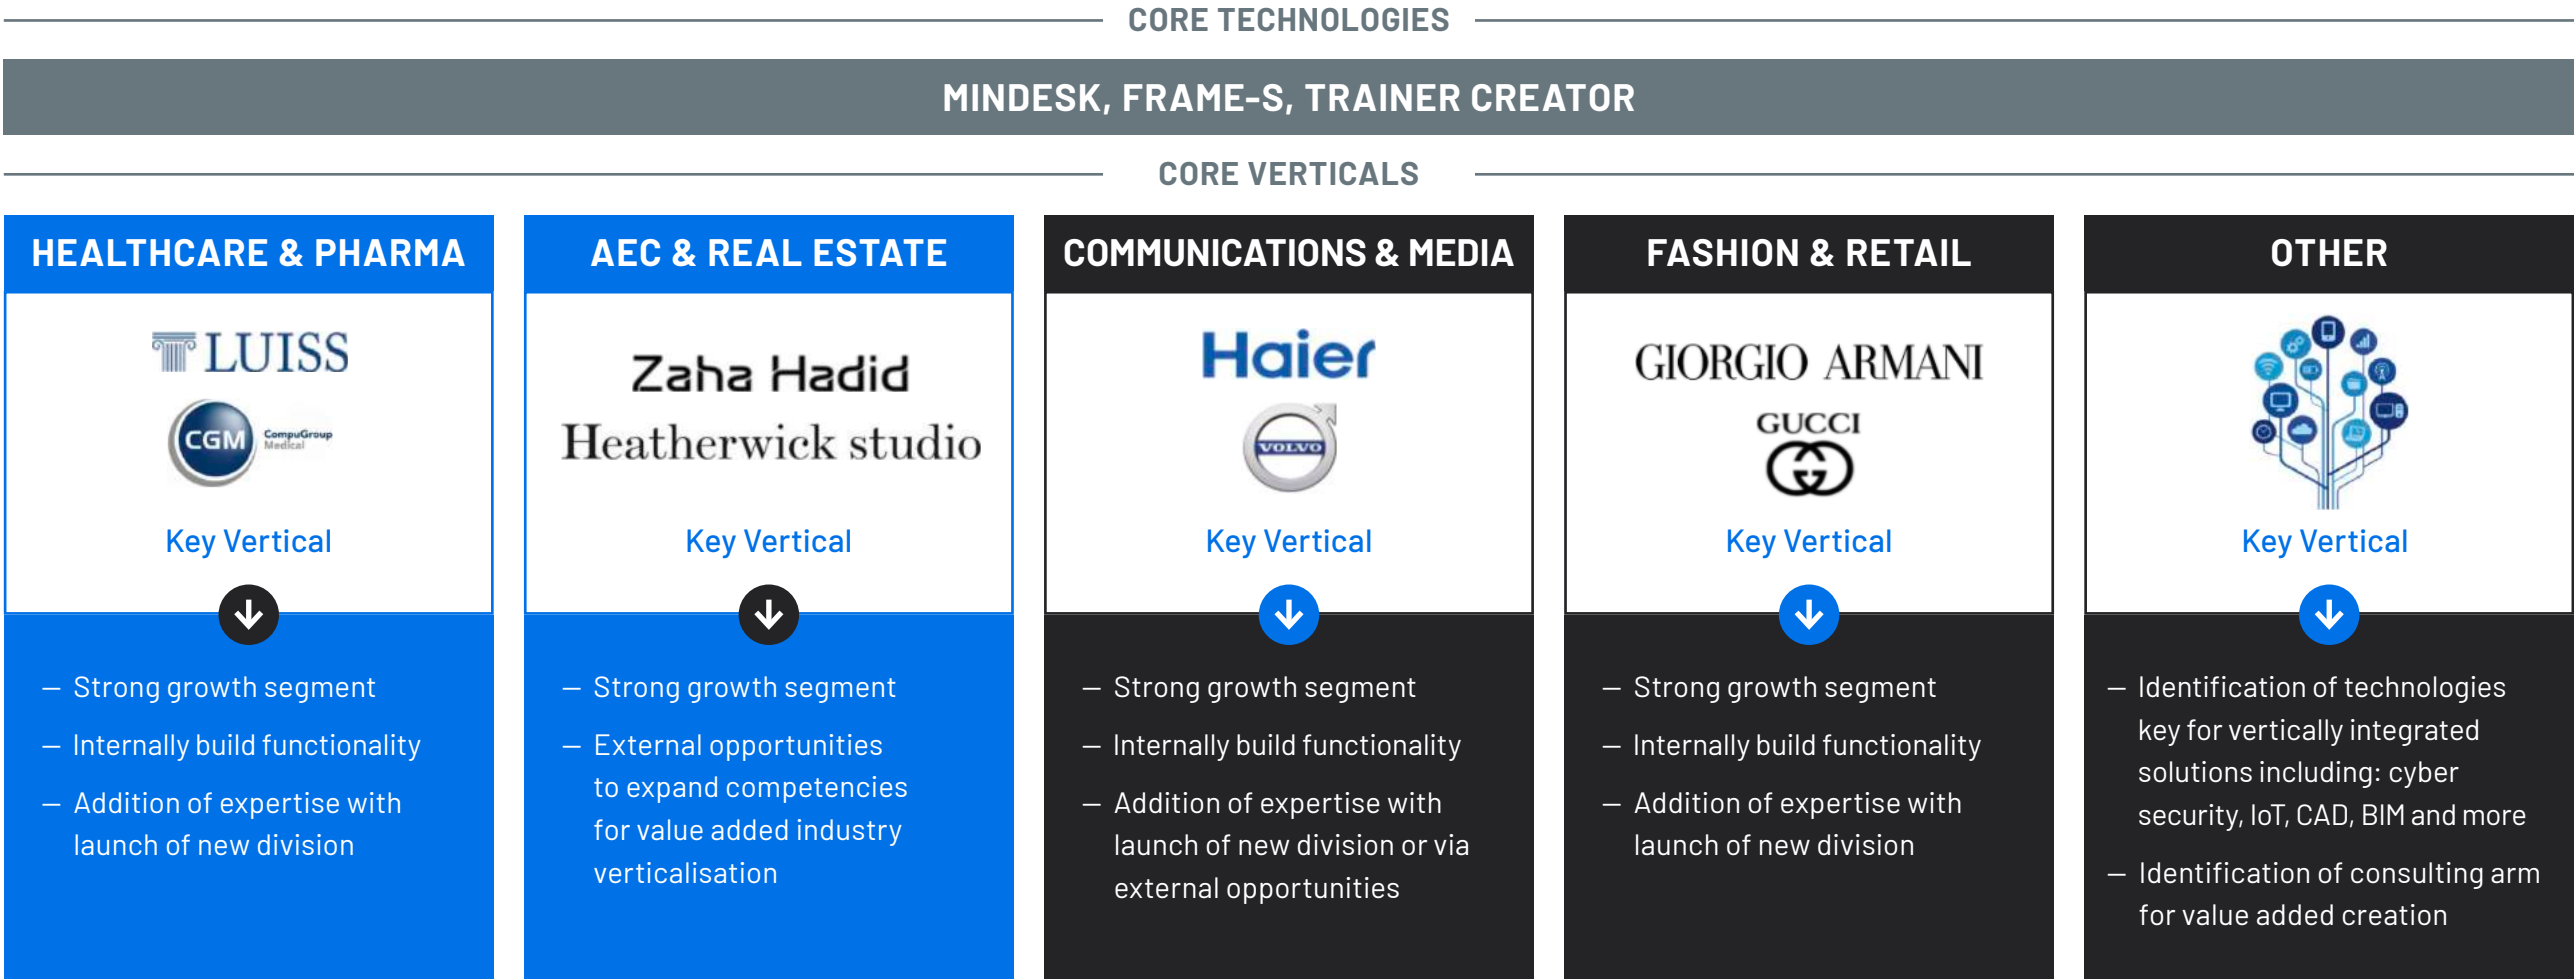 CORE TECHNOLOGIES
MINDESK, FRAME-S, TRAINER CREATOR
CORE VERTICALS
HEALTHCARE & PHARMA
LUISS
CGM
CompuGroup
Medical
Key Vertical
— Strong growth segment
— Internally build functionality
— Addition of expertise with
launch of new division
AEC & REAL ESTATE
Zaha Hadid
Heatherwick studio
Key Vertical
— Strong growth segment
— External opportunities
to expand competencies
for value added industry
verticalisation
COMMUNICATIONS & MEDIA
Haier
VOLVO
Key Vertical
— Strong growth segment
— Internally build functionality
— Addition of expertise with
launch of new division or via
external opportunities
FASHION & RETAIL
GIORGIO ARMANI
GUCCI
Key Vertical
— Strong growth segment
— Internally build functionality
— Addition of expertise with
launch of new division
OTHER
Key Vertical
— Identification of technologies
key for vertically integrated
solutions including: cyber
security, IoT, CAD, BIM and more
— Identification of consulting arm
for value added creation